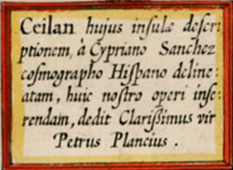 Ceilan hujus insulæ descri
ptionem, à Cypriano Sanchez
cosmographo Hiſpano deline⸗
atam, huic nostro operi inſe⸗
rendam, dedit Clariſsimus vir
Petrus Plancius.